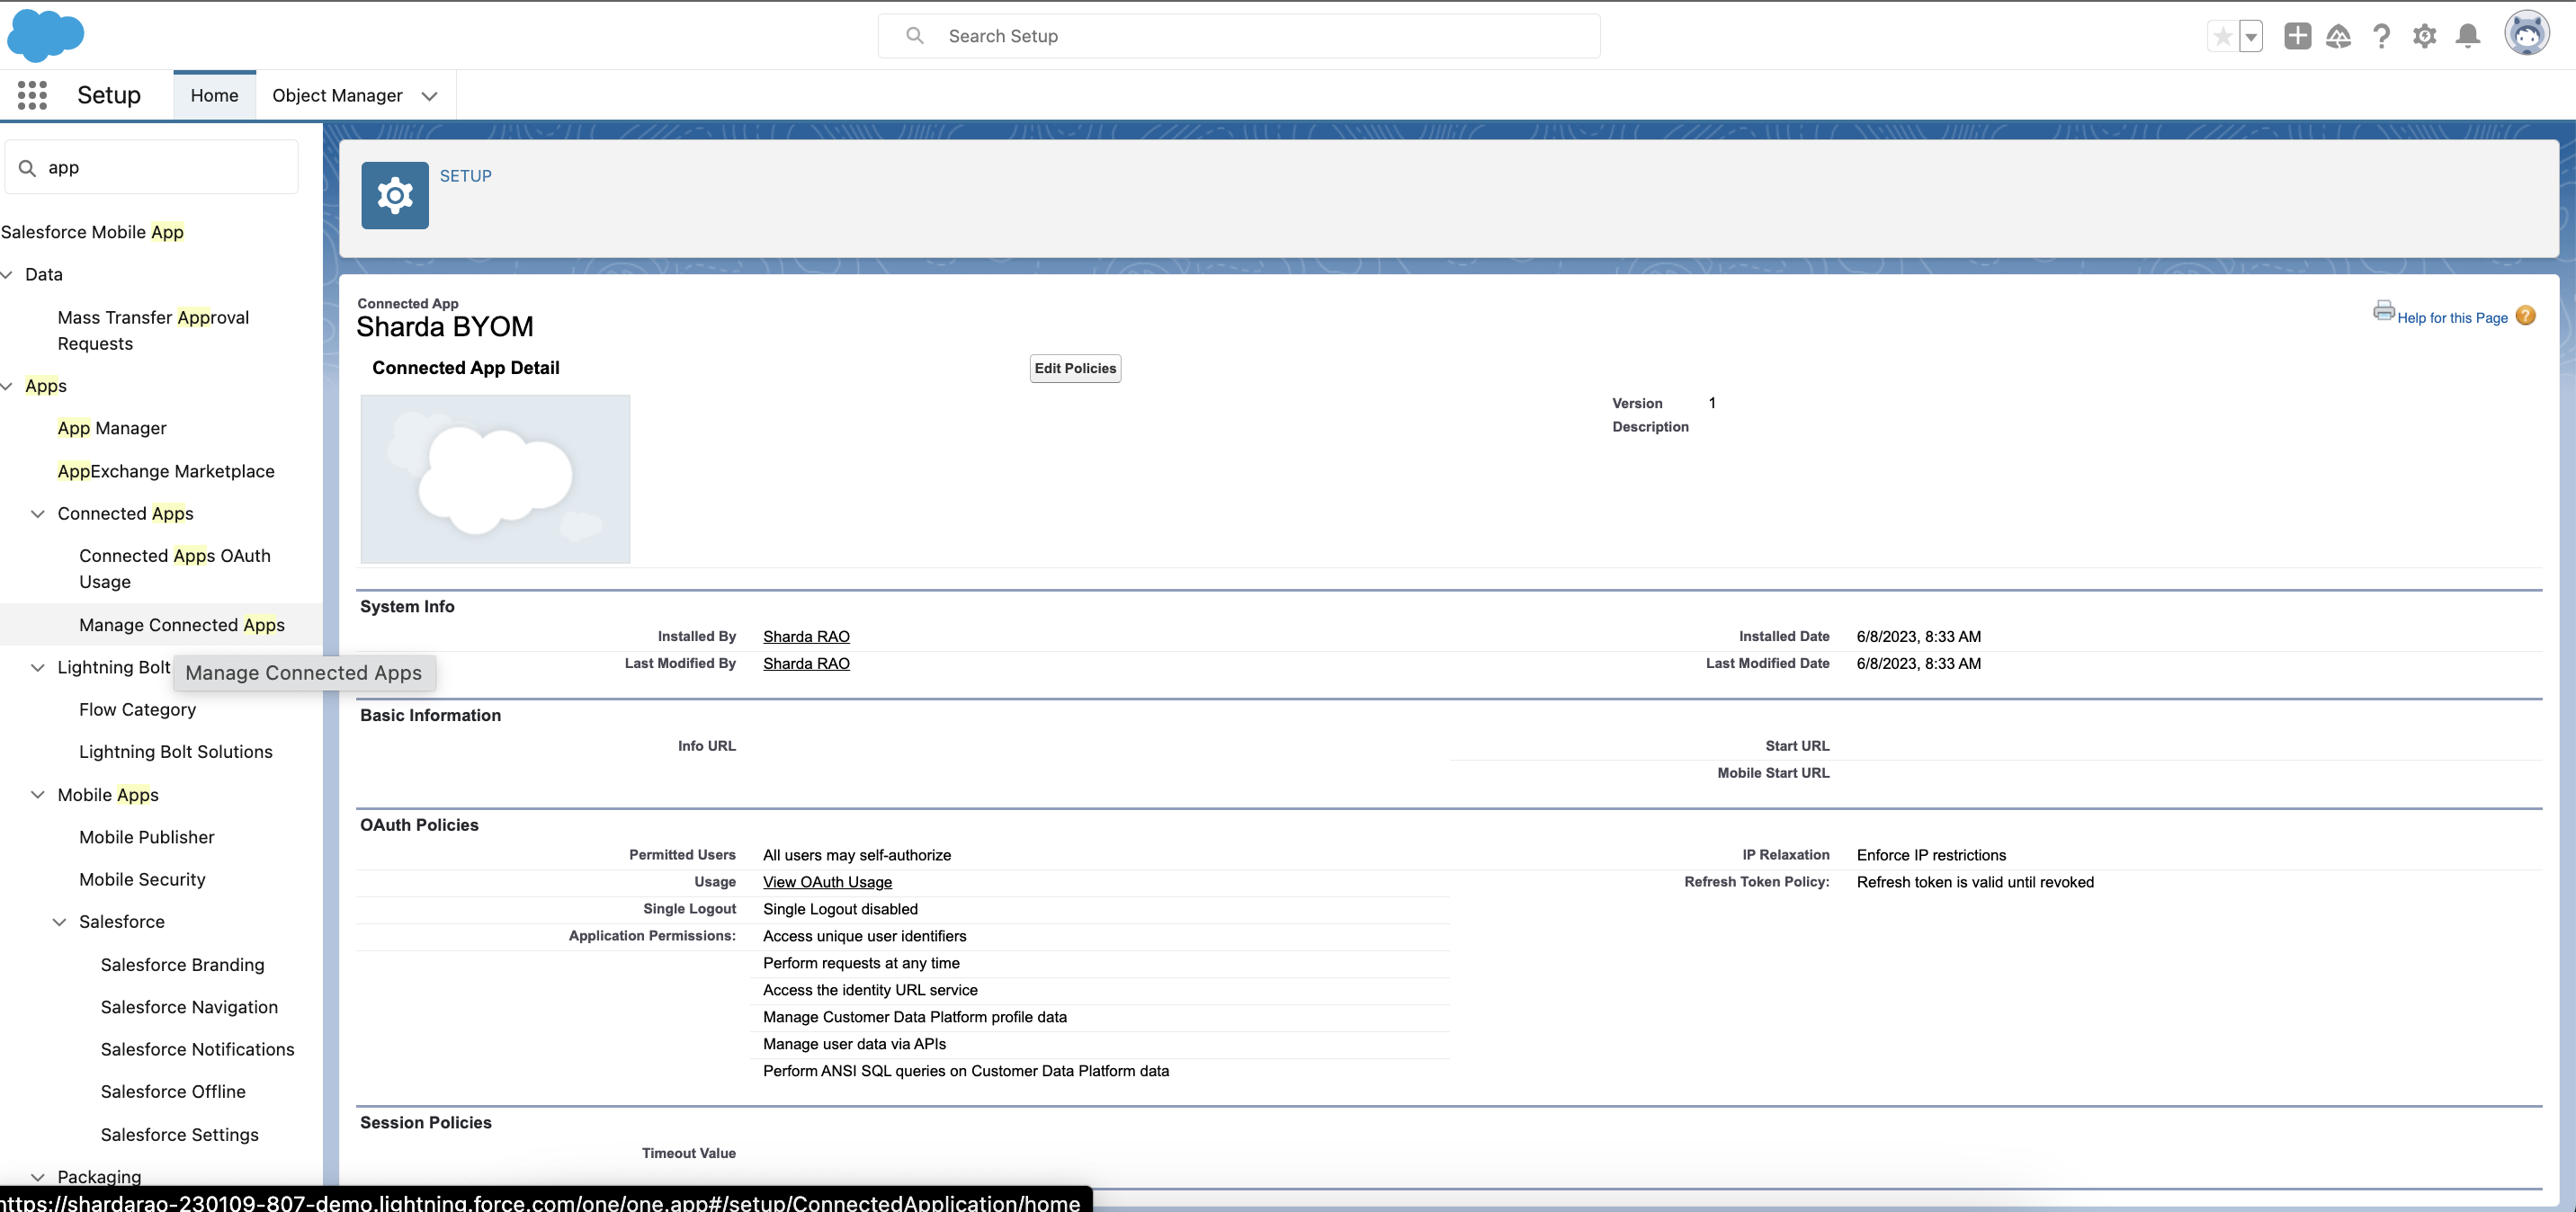 Search Setup
Setup
Home
Object Manager
app
Salesforce Mobile App
Data
Mass Transfer Approval
Requests
Apps
App Manager
AppExchange Marketplace
Connected Apps
Connected Apps OAuth
Usage
Manage Connected Apps
Lightning Bolt
Manage Connected Apps
Flow Category
Lightning Bolt Solutions
Mobile Apps
Mobile Publisher
Mobile Security
Salesforce
Salesforce Branding
Salesforce Navigation
Salesforce Notifications
Salesforce Offline
Salesforce Settings
Packaging
https://shardarao-230109-807-demo.lightning.force.com/one/one.app#/setup/ConnectedApplication/home
SETUP
Connected App
Sharda BYOM
Help for this Page
Connected App Detail
Edit Policies
Version 1
Description
System Info
Installed By Sharda RAO Installed Date 6/8/2023, 8:33 AM
Last Modified By Sharda RAO Last Modified Date 6/8/2023, 8:33 AM
Basic Information
Info URL Start URL
Mobile Start URL
OAuth Policies
Permitted Users All users may self-authorize IP Relaxation Enforce IP restrictions
Usage View OAuth Usage Refresh Token Policy: Refresh token is valid until revoked
Single Logout Single Logout disabled
Application Permissions: Access unique user identifiers
Perform requests at any time
Access the identity URL service
Manage Customer Data Platform profile data
Manage user data via APIs
Perform ANSI SQL queries on Customer Data Platform data
Session Policies
Timeout Value